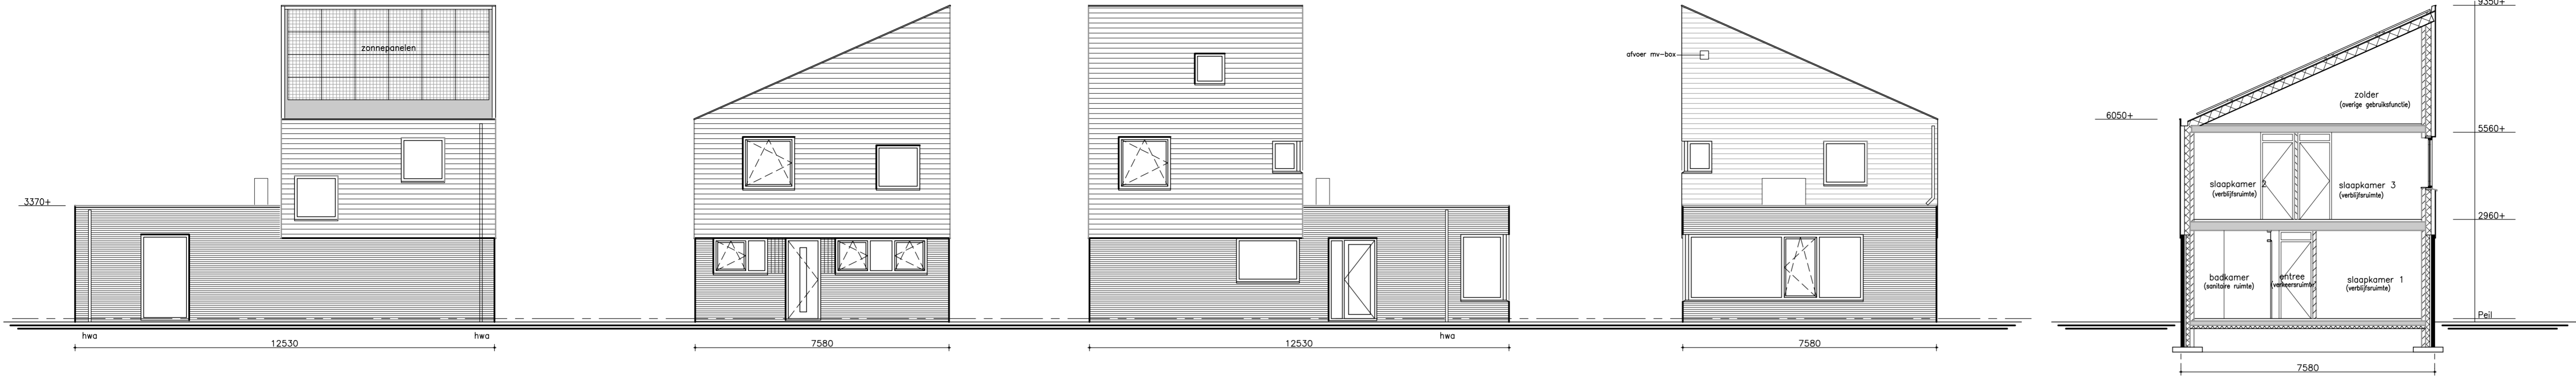 zonnepanelen
3370+
hwa
hwa
12530
7580
hwa
12530
afvoer mv-box
7580
9350+
6050+
5560+
2960+
Peil
zolder
(overige gebruiksfunctie)
slaapkamer 2
(verblijfsruimte)
slaapkamer 3
(verblijfsruimte)
badkamer
(sanitaire ruimte)
entree
(verkeersruimte)
slaapkamer 1
(verblijfsruimte)
7580